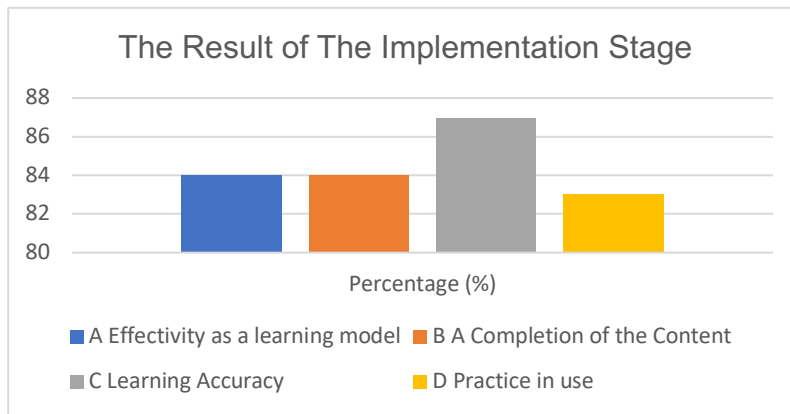 The Result of The Implementation Stage
88
86
84
82
80
Percentage (%)
A Effectivity as a learning model
B A Completion of the Content
C Learning Accuracy
D Practice in use